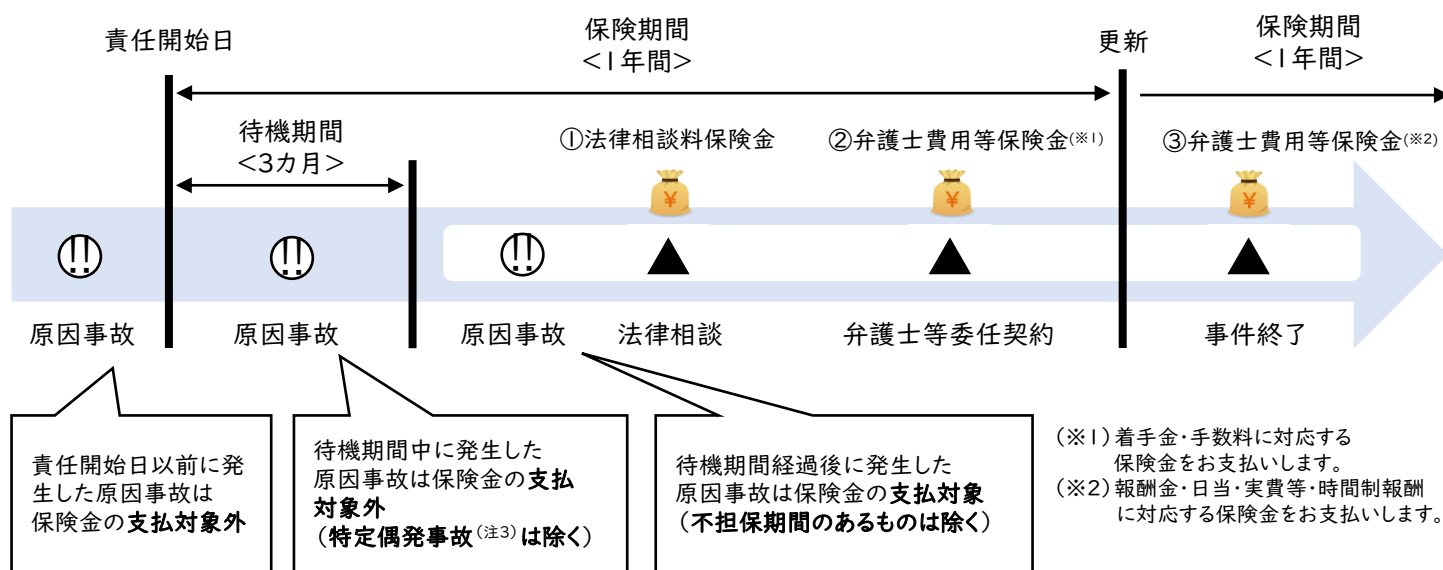 責任開始日
保険期間
<1年間>
更新
保険期間
<1年間>
待機期間
<3カ月>
①法律相談料保険金
②弁護士費用等保険金(※1)
③弁護士費用等保険金(※2)
¥
¥
¥
!!
!!
!!
原因事故
原因事故
原因事故
法律相談
弁護士等委任契約
事件終了
責任開始日以前に発
生した原因事故は
保険金の支払対象外
待機期間中に発生した
原因事故は保険金の支払
対象外
(特定偶発事故(注3)は除く)
待機期間経過後に発生した
原因事故は保険金の支払対象
(不担保期間のあるものは除く)
(※1)着手金・手数料に対応する
保険金をお支払いします。
(※2)報酬金・日当・実費等・時間制報酬
に対応する保険金をお支払いします。